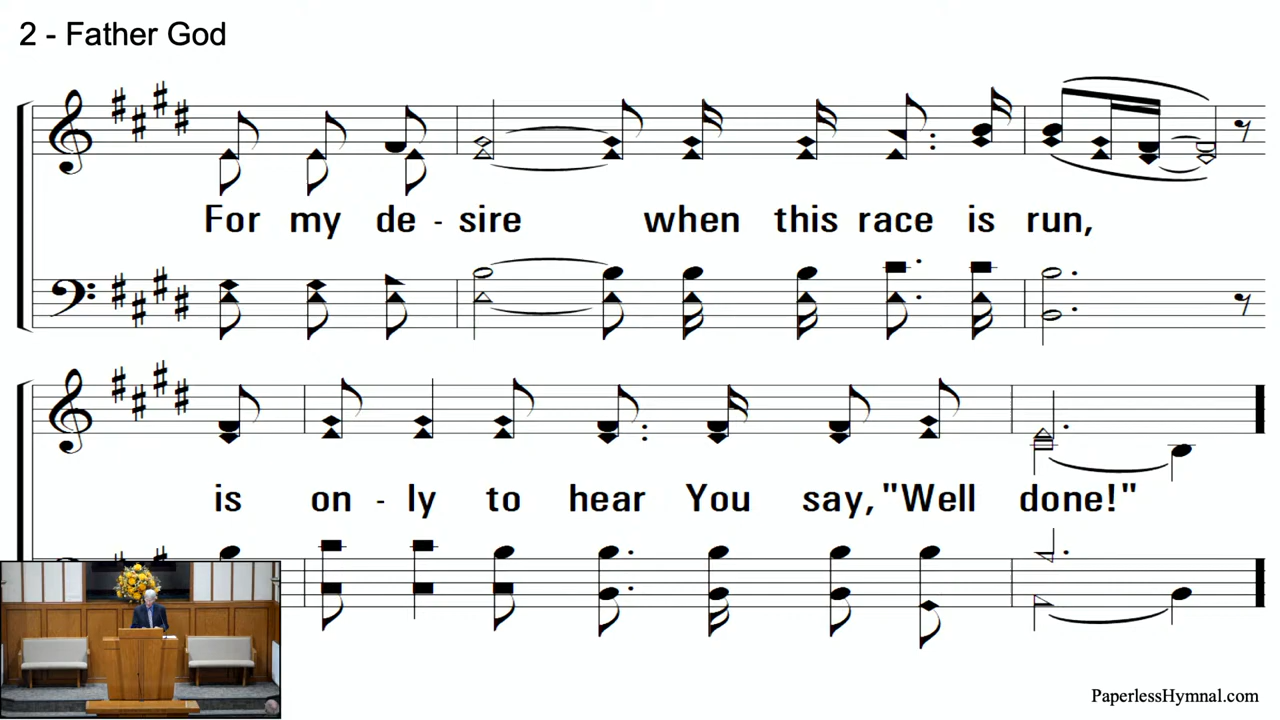 2 - Father God
For my de - sire when this race is run,
is on - ly to hear You say, "Well done!"
PaperlessHymnal.com